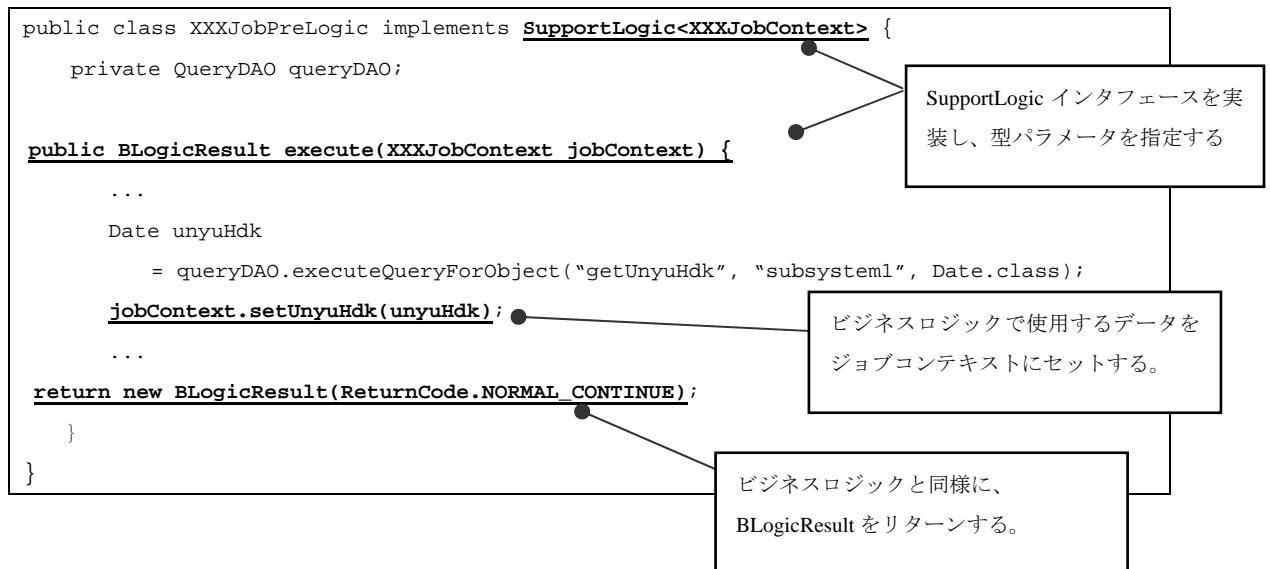 public class XXXJobPreLogic implements SupportLogic<XXXJobContext> {
private QueryDAO queryDAO;
SupportLogic インタフェースを実
装し、型パラメータを指定する
public BLogicResult execute(XXXJobContext jobContext) {
...
Date unyuHdk
= queryDAO.executeQueryForObject(“getUnyuHdk”, “subsystem1”, Date.class);
jobContext.setUnyuHdk(unyuHdk);
ビジネスロジックで使用するデータを
ジョブコンテキストにセットする。
...
return new BLogicResult(ReturnCode.NORMAL_CONTINUE);
}
}
ビジネスロジックと同様に、
BLogicResult をリターンする。